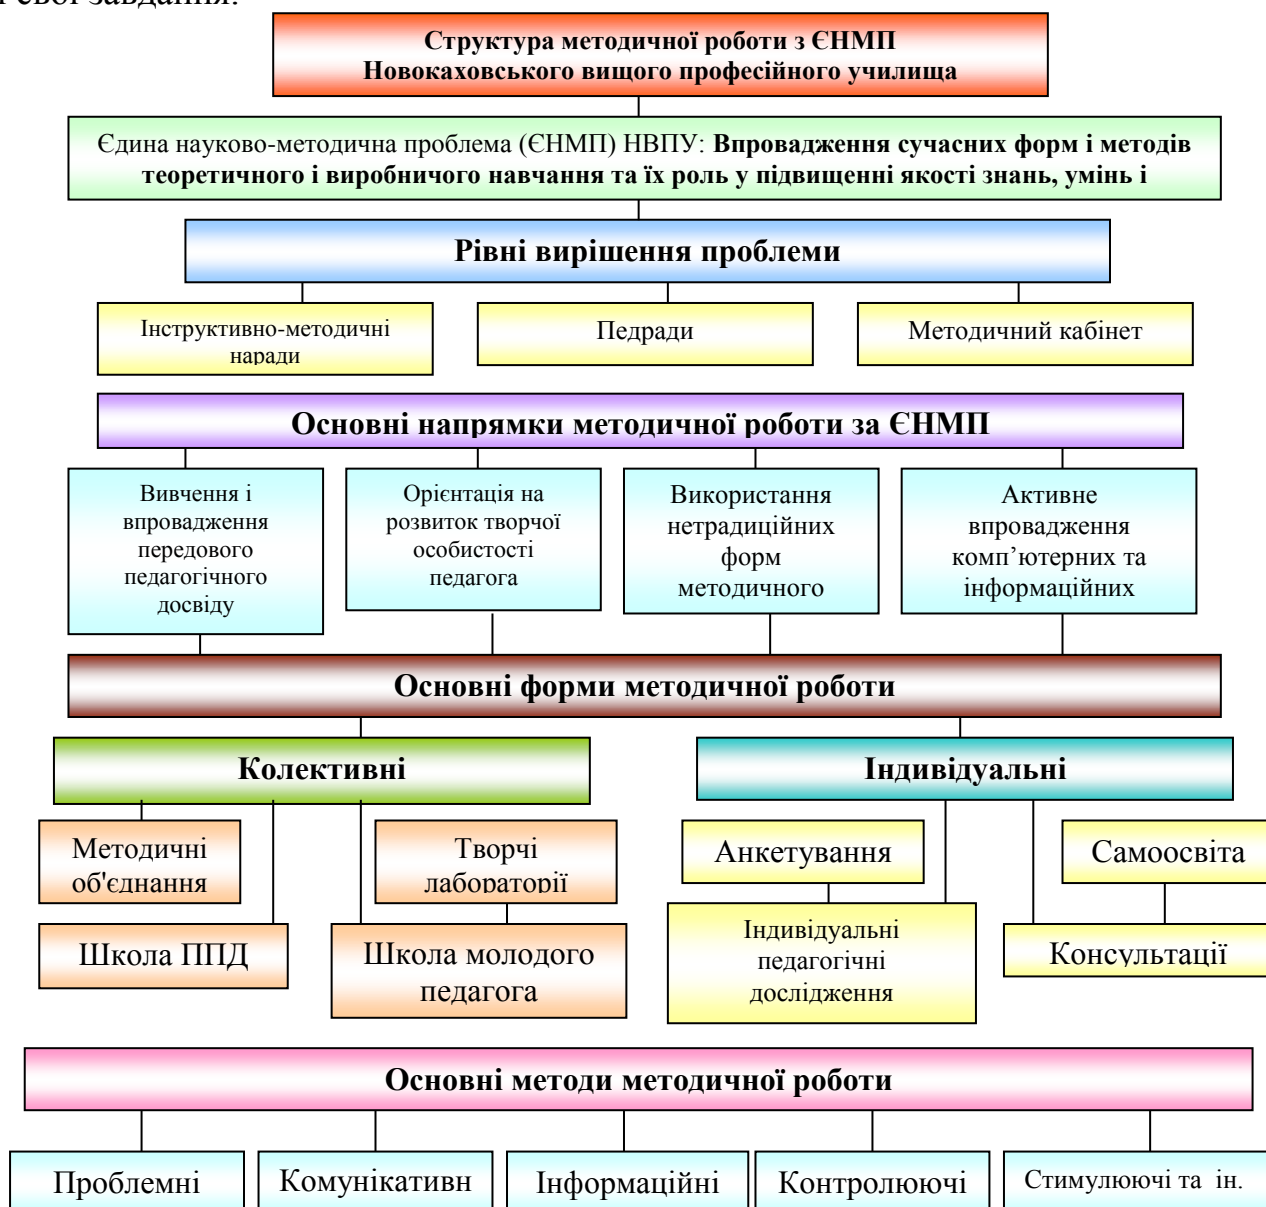 свої завдання.
Структура методичної роботи з ЄНМП
Новокаховського вищого професійного училища
Єдина науково-методична проблема (ЄНМП) НВПУ: Впровадження сучасних форм і методів
теоретичного і виробничого навчання та їх роль у підвищенні якості знань, умінь і
Рівні вирішення проблеми
Інструктивно-методичні
наради
Педради
Методичний кабінет
Основні напрямки методичної роботи за ЄНМП
Вивчення і
впровадження
передового
педагогічного
досвіду
Орієнтація на
розвиток творчої
особистості
педагога
Використання
нетрадиційних
форм
методичного
Активне
впровадження
комп’ютерних та
інформаційних
Основні форми методичної роботи
Колективні
Індивідуальні
Методичні
об'єднання
Творчі
лабораторії
Анкетування
Самоосвіта
Школа ППД
Школа молодого
педагога
Індивідуальні
педагогічні
дослідження
Консультації
Основні методи методичної роботи
Проблемні
Комунікативн
Інформаційні
Контролюючі
Стимулюючі та ін.